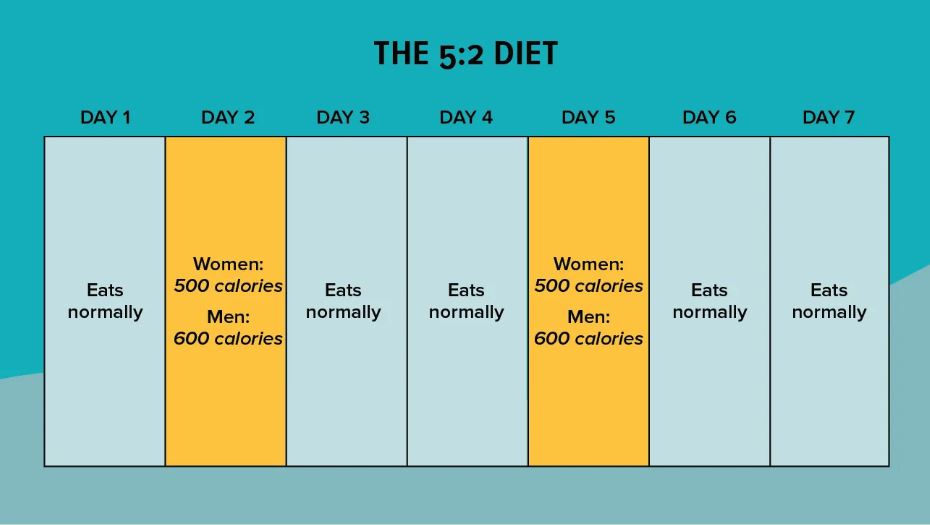 THE 5:2 DIET
DAY 1
DAY 2
DAY 3
DAY 4
DAY 5
DAY 6
DAY 7
Eats
normally
Women:
500 calories
Men:
600 calories
Eats
normally
Eats
normally
Women:
500 calories
Men:
600 calories
Eats
normally
Eats
normally